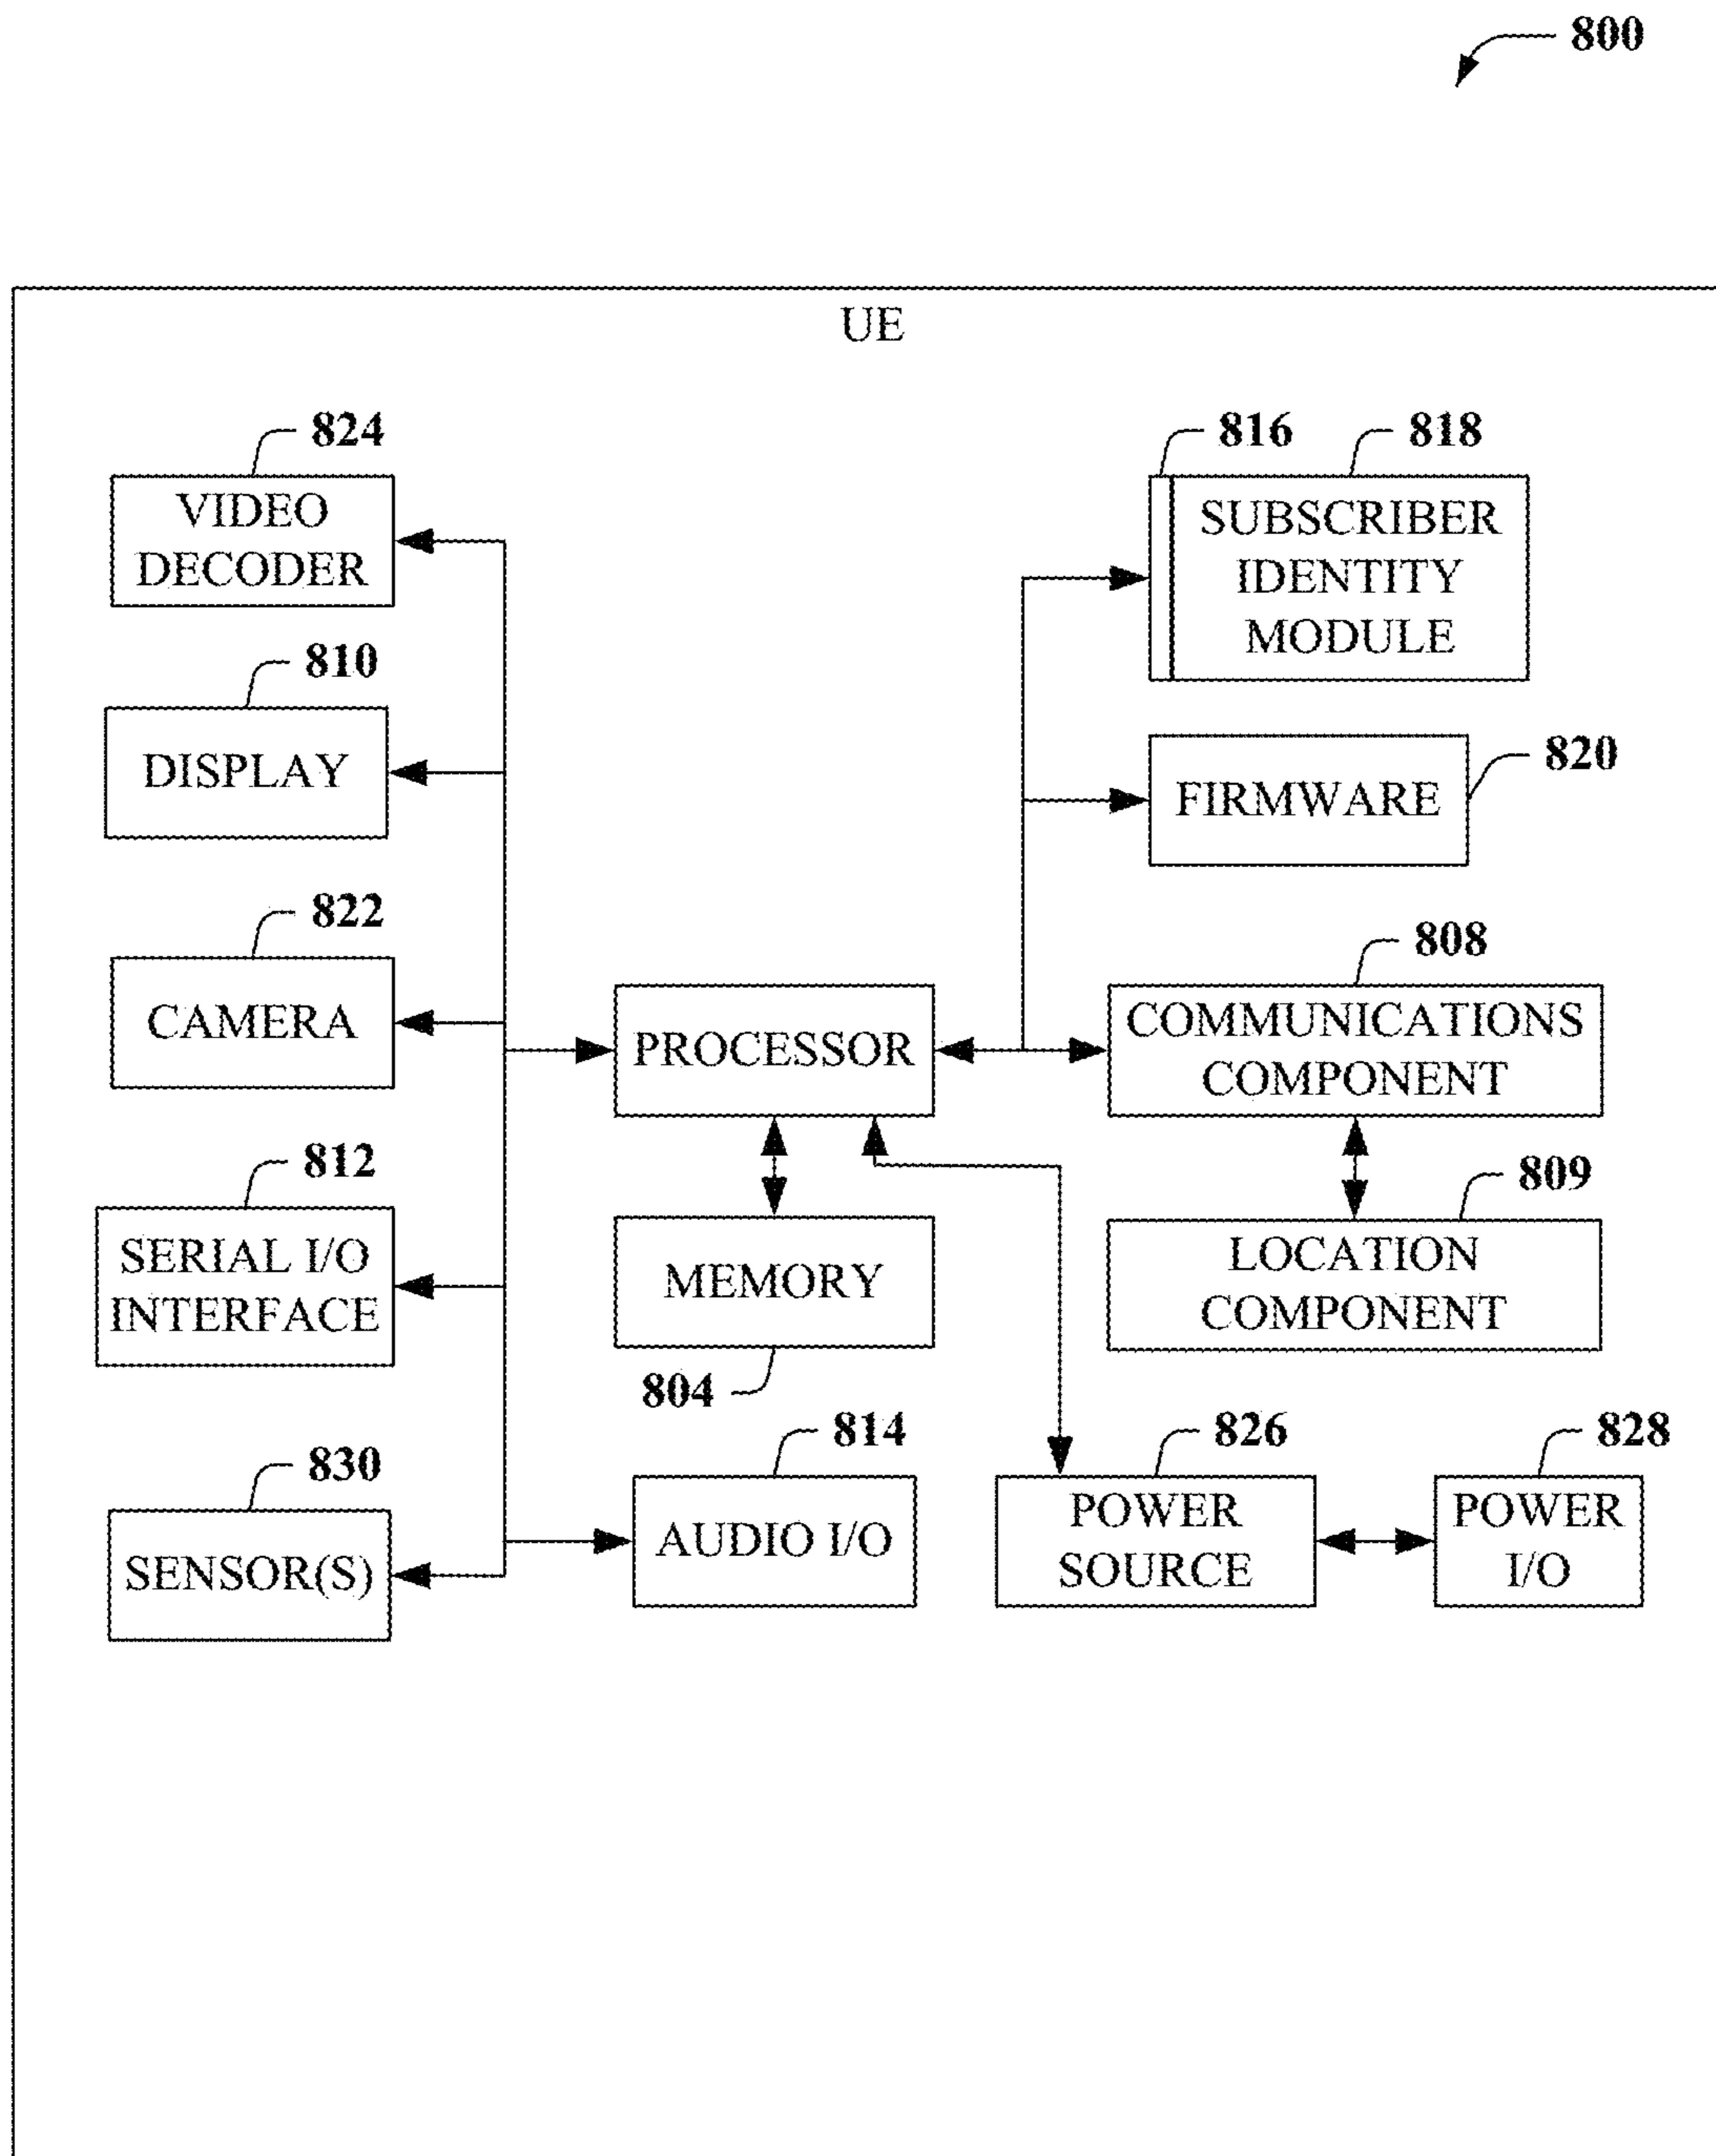 800
UE
824
VIDEO
DECODER
816
818
SUBSCRIBER
IDENTITY
MODULE
810
DISPLAY
820
FIRMWARE
822
CAMERA
PROCESSOR
808
COMMUNICATIONS
COMPONENT
812
SERIAL I/O
INTERFACE
MEMORY
804
809
LOCATION
COMPONENT
830
SENSOR(S)
814
AUDIO I/O
826
POWER
SOURCE
828
POWER
I/O